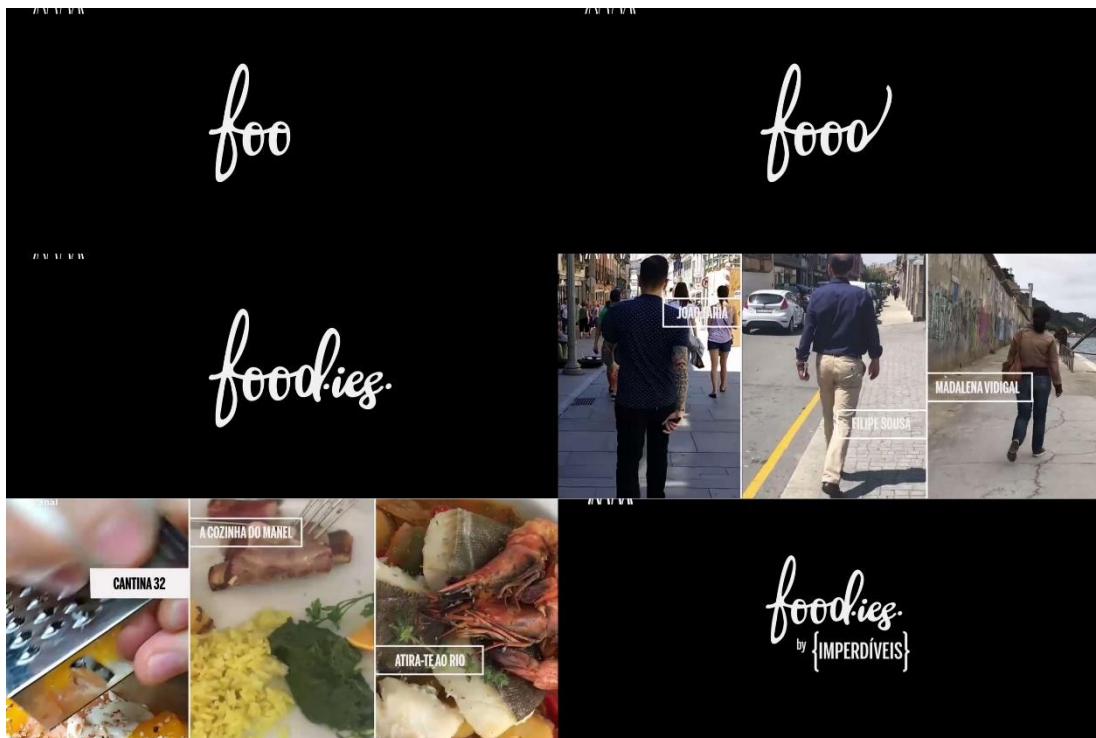 foo
food
food.ies.
JOÃO FARIA
FILIPE SOUSA
MADALENA VIDIGAL
CANTINA 32
A COZINHA DO MANEL
ATIRA-TE AO RIO
food.ies.
by {IMPERDÍVEIS}